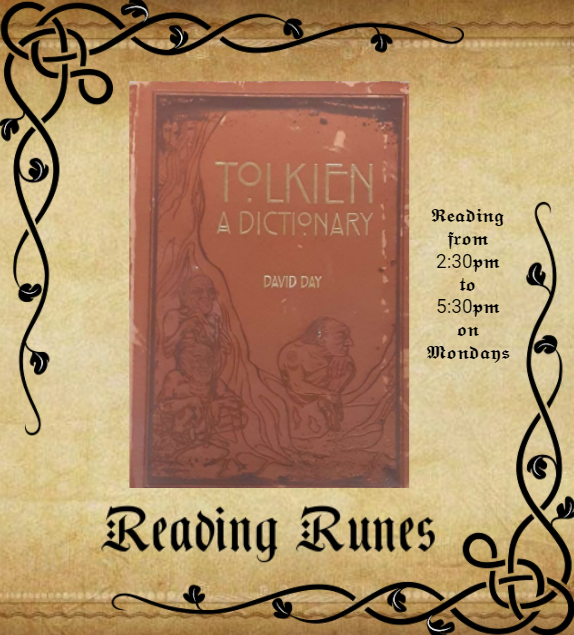 TOLKIEN
A DICTIONARY
DAVID DAY
Reading
from
2:30pm
to
5:30pm
on
Mondays
Reading Runes